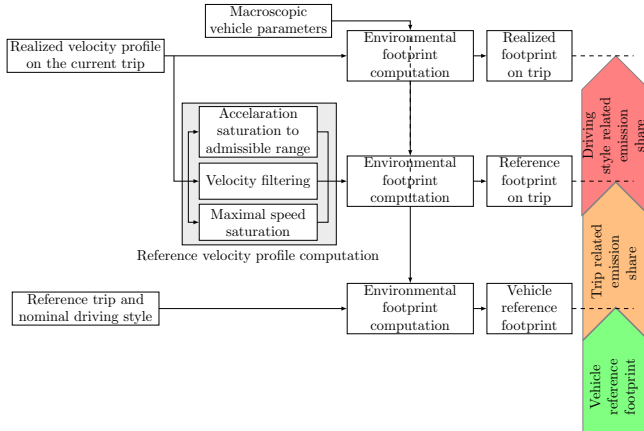 Macroscopic
vehicle parameters
Realized velocity profile
on the current trip
Environmental
footprint
computation
Realized
footprint
on trip
Accelaration
saturation to
admissible range
Velocity filtering
Maximal speed
saturation
Reference velocity profile computation
Environmental
footprint
computation
Reference
footprint
on trip
Reference trip and
nominal driving style
Environmental
footprint
computation
Vehicle
reference
footprint
Driving
style related
emission
share
Trip related
emission
share
Vehicle
reference
footprint